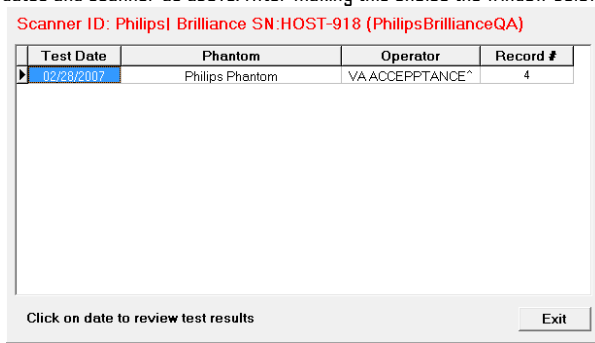 Scanner ID: Philips| Brilliance SN:HOST-918 (PhilipsBrillianceQA)
Test Date Phantom Operator Record #
02/28/2007 Philips Phantom VA ACCEPPTANCE^ 4
Click on date to review test results Exit